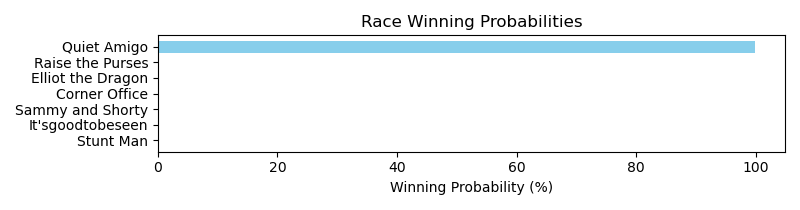 Race Winning Probabilities
Quiet Amigo
Raise the Purses
Elliot the Dragon
Corner Office
Sammy and Shorty
It'sgoodtobeseen
Stunt Man
0 20 40 60 80 100
Winning Probability (%)